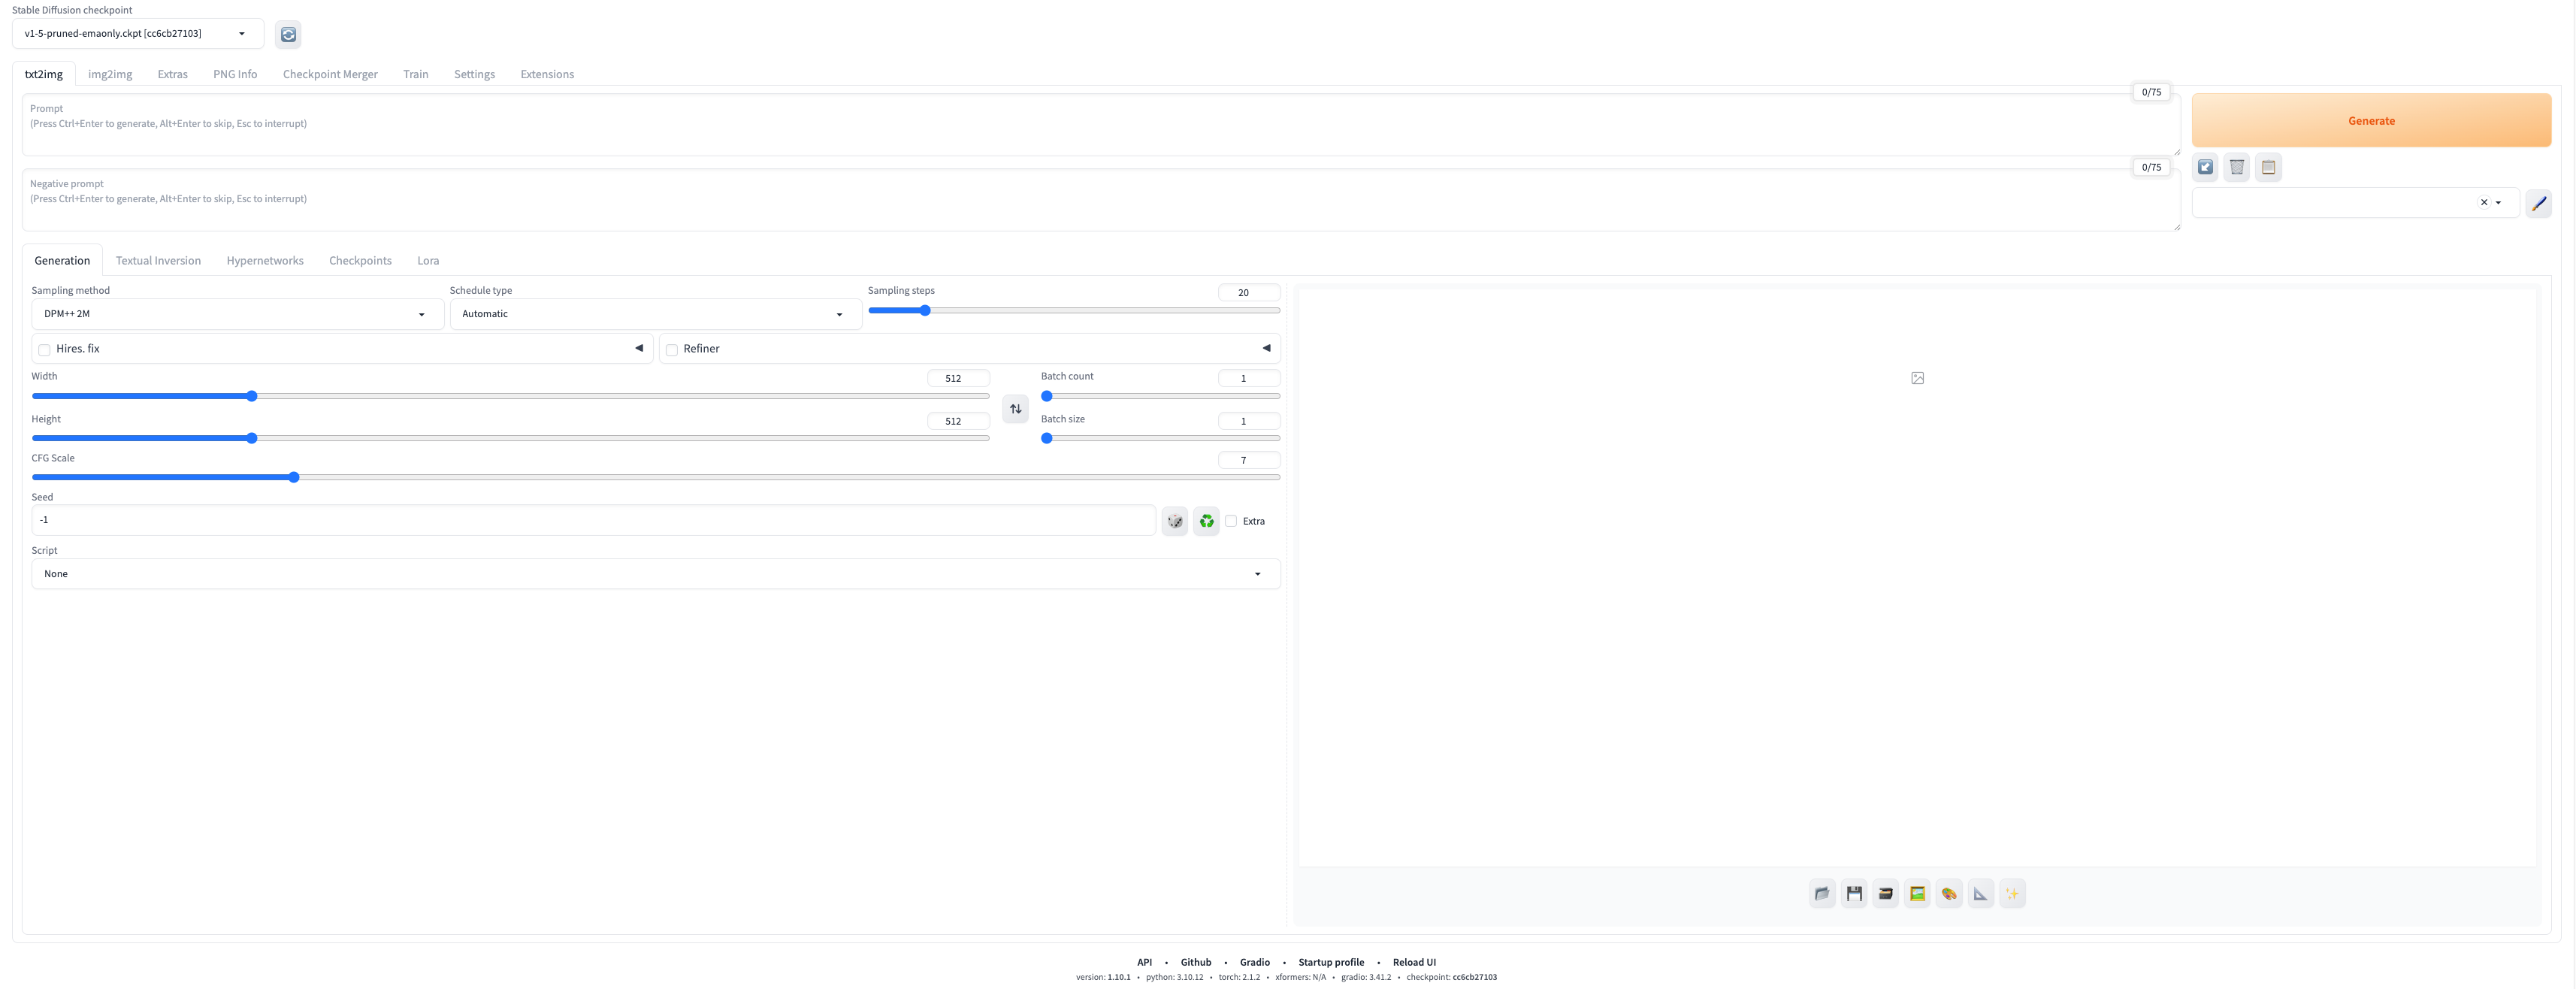 Stable Diffusion checkpoint
v1-5-pruned-emaonly.ckpt [cc6cb27103]
txt2img img2img Extras PNG Info Checkpoint Merger Train Settings Extensions
0/75
Prompt
(Press Ctrl+Enter to generate, Alt+Enter to skip, Esc to interrupt)
Generate
0/75
Negative prompt
(Press Ctrl+Enter to generate, Alt+Enter to skip, Esc to interrupt)
Generation Textual Inversion Hypernetworks Checkpoints Lora
Sampling method Schedule type Sampling steps 20
DPM++ 2M Automatic
Hires. fix Refiner
Width 512 Batch count 1
Height 512 Batch size 1
CFG Scale 7
Seed
-1 Extra
Script
None
API • Github • Gradio • Startup profile • Reload UI
version: 1.10.1 • python: 3.10.12 • torch: 2.1.2 • xformers: N/A • gradio: 3.41.2 • checkpoint: cc6cb27103